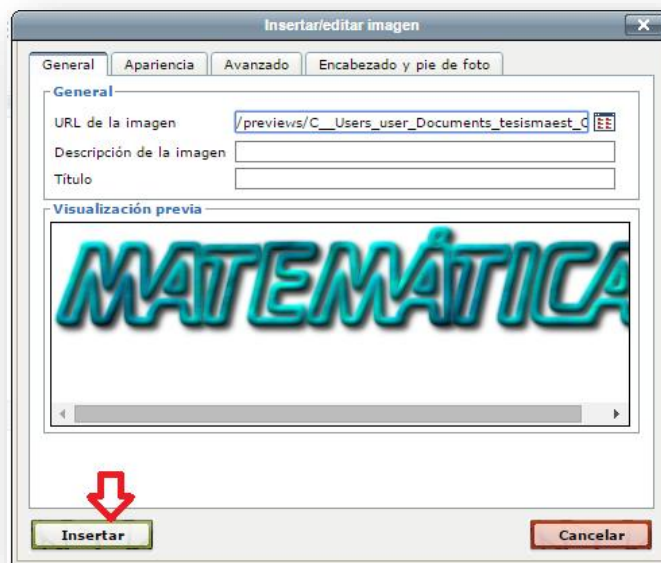 Insertar/editar imagen
General Apariencia Avanzado Encabezado y pie de foto
General
URL de la imagen /previews/C__Users_user_Documents_tesismaest_C
Descripción de la imagen
Título
Visualización previa
MATEMÁTICA
Insertar Cancelar